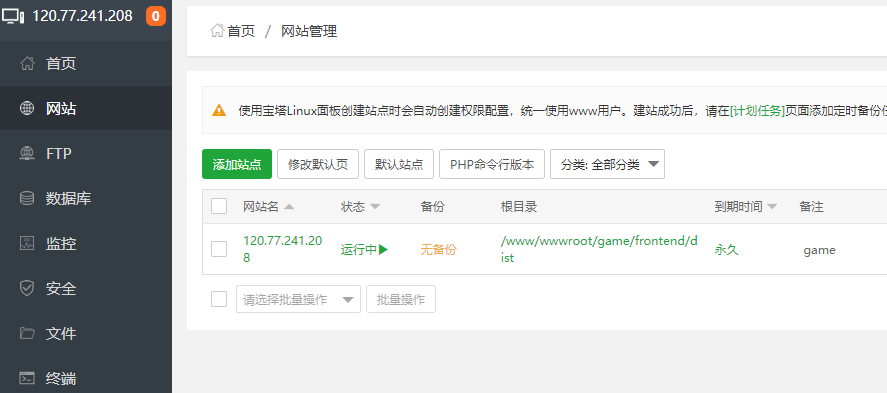 120.77.241.208 0
首页
网站
FTP
数据库
监控
安全
文件
终端
首页 / 网站管理
使用宝塔Linux面板创建站点时会自动创建权限配置，统一使用www用户。建站成功后，请在[计划任务]页面添加定时备份
添加站点 修改默认页 默认站点 PHP命令行版本 分类: 全部分类
网站名 状态 备份 根目录 到期时间 备注
120.77.241.20
8
运行中
无备份
/www/wwwroot/game/frontend/d
ist
永久
game
请选择批量操作 批量操作